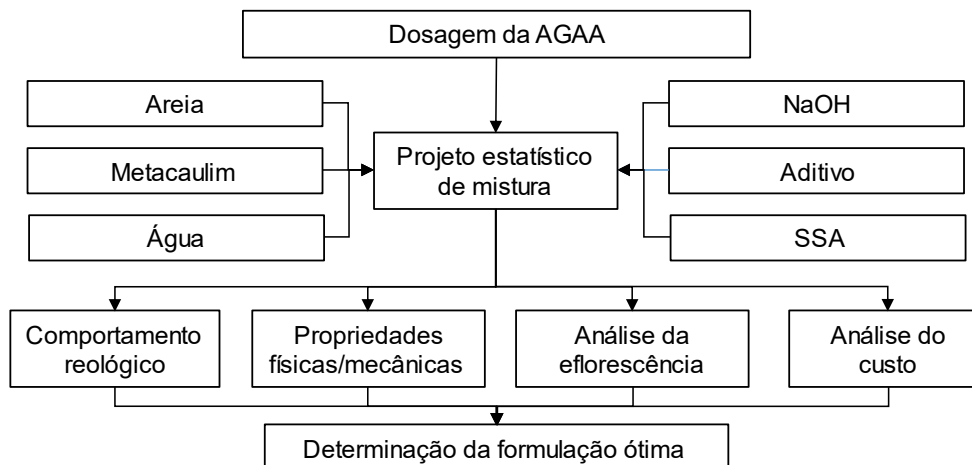 Dosagem da AGAA
Areia
NaOH
Projeto estatístico
de mistura
Metacaulim
Aditivo
Água
SSA
Comportamento
reológico
Propriedades
físicas/mecânicas
Análise da
eflorescência
Análise do
custo
Determinação da formulação ótima